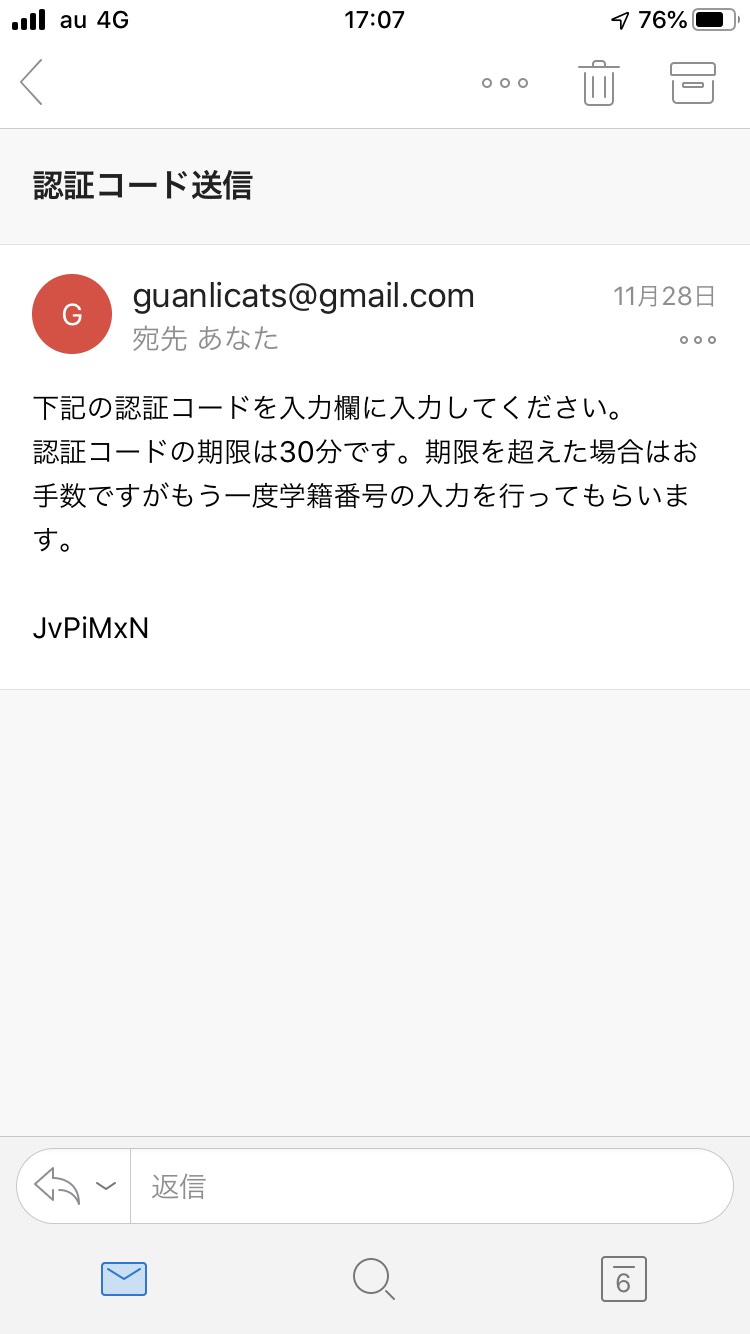 au 4G 17:07 76%
認証コード送信
G
guanlicats@gmail.com 11月28日
宛先 あなた
下記の認証コードを入力欄に入力してください。
認証コードの期限は30分です。期限を超えた場合はお
手数ですがもう一度学籍番号の入力を行ってもらいま
す。
JvPiMxN
返信
6